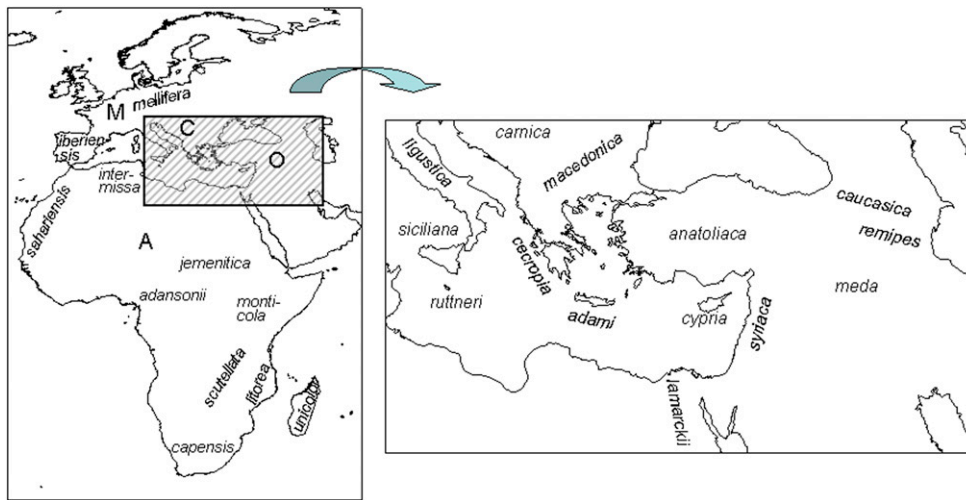 M
mellifera
C
iberien
sis
O
inter-
missa
sahariensis
A
jemenitica
adansonii
monti-
cola
scutellata
litorea
unicolor
capensis
carnica
ligustica
macedonica
caucasica
siciliana
remipes
anatoliaca
cecropia
meda
ruttneri
adami
cypria
syriaca
lamarckii